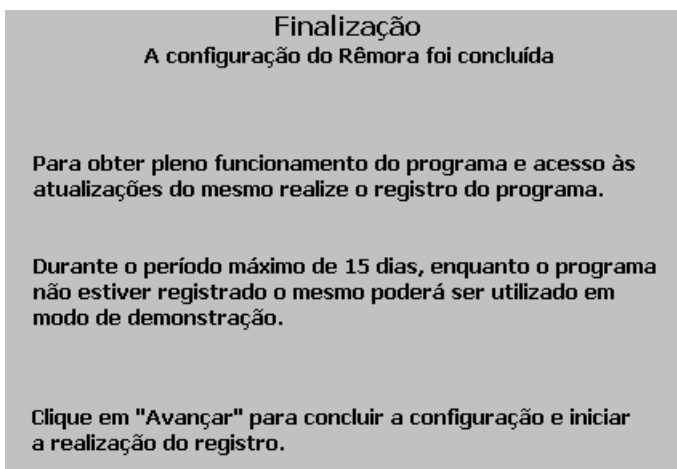 Finalização
A configuração do Rêmora foi concluída
Para obter pleno funcionamento do programa e acesso às
atualizações do mesmo realize o registro do programa.
Durante o período máximo de 15 dias, enquanto o programa
não estiver registrado o mesmo poderá ser utilizado em
modo de demonstração.
Clique em "Avançar" para concluir a configuração e iniciar
a realização do registro.